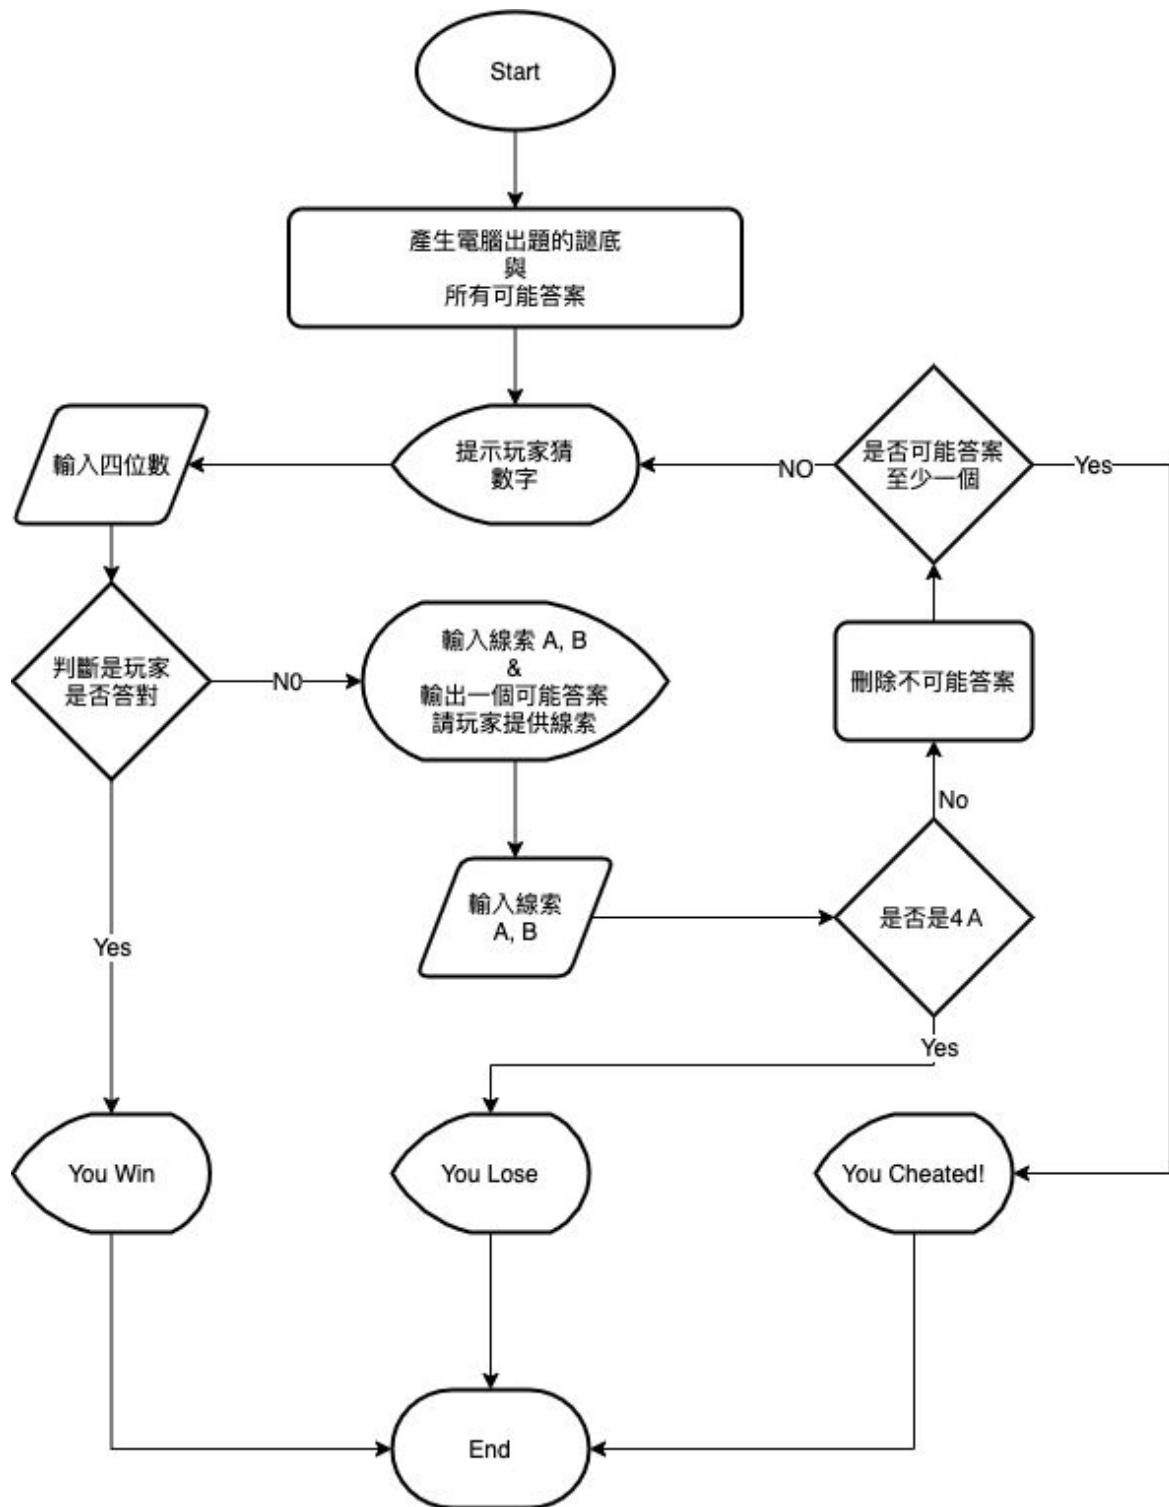 Start
產生電腦出題的謎底
與
所有可能答案
提示玩家猜
數字
輸入四位數
是否可能答案
至少一個
NO
Yes
判斷是玩家
是否答對
N0
輸入線索 A, B
&
輸出一個可能答案
請玩家提供線索
刪除不可能答案
No
輸入線索
A, B
是否是4 A
Yes
Yes
You Win
You Lose
You Cheated!
End